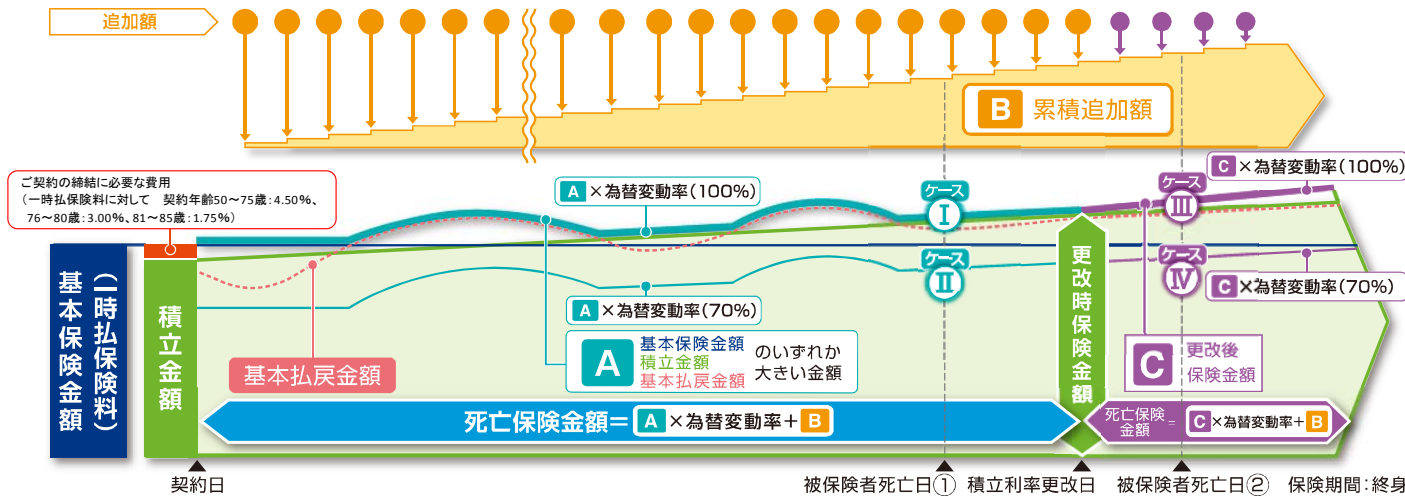 追加額
B 累積追加額
ご契約の締結に必要な費用
(一時払保険料に対して 契約年齢50~75歳:4.50%、
76~80歳:3.00%、81~85歳:1.75%)
A×為替変動率(100%)
C×為替変動率(100%)
ケース
I
ケース
III
基本保険金額
(一時払保険料)
積立金額
ケース
II
ケース
IV
更改時保険金額
A×為替変動率(70%)
C×為替変動率(70%)
基本払戻金額
A
基本保険金額
積立金額
基本払戻金額
のいずれか
大きい金額
C
更改後
保険金額
死亡保険金額=A×為替変動率+B
死亡保険
金額
=C×為替変動率+B
契約日
被保険者死亡日①
積立利率更改日
被保険者死亡日②
保険期間:終身